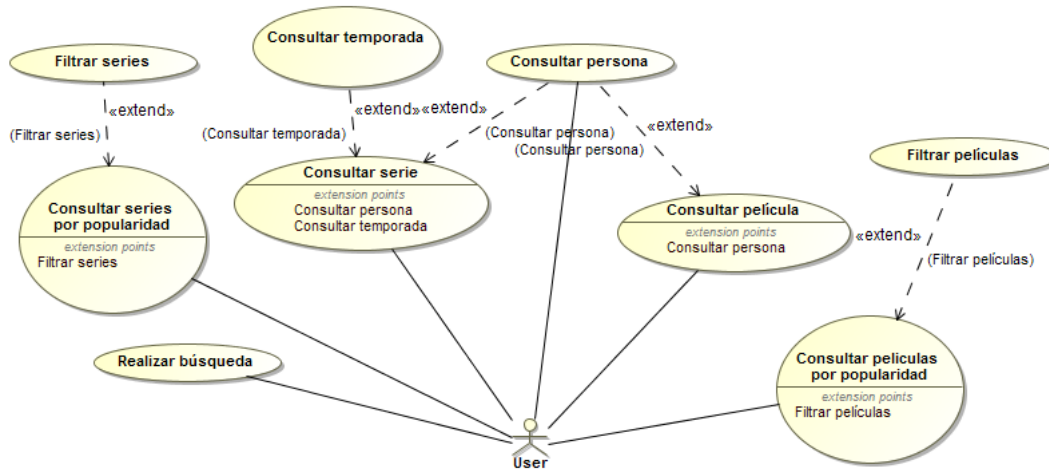 Consultar temporada
Filtrar series
Consultar persona
«extend»
«extend»
«extend»
«extend»
(Filtrar series)
(Consultar temporada)
(Consultar persona)
(Consultar persona)
Filtrar películas
Consultar serie
extension points
Consultar persona
Consultar temporada
Consultar series
por popularidad
extension points
Filtrar series
Consultar película
extension points
Consultar persona
«extend»
(Filtrar películas)
Realizar búsqueda
Consultar peliculas
por popularidad
extension points
Filtrar películas
User